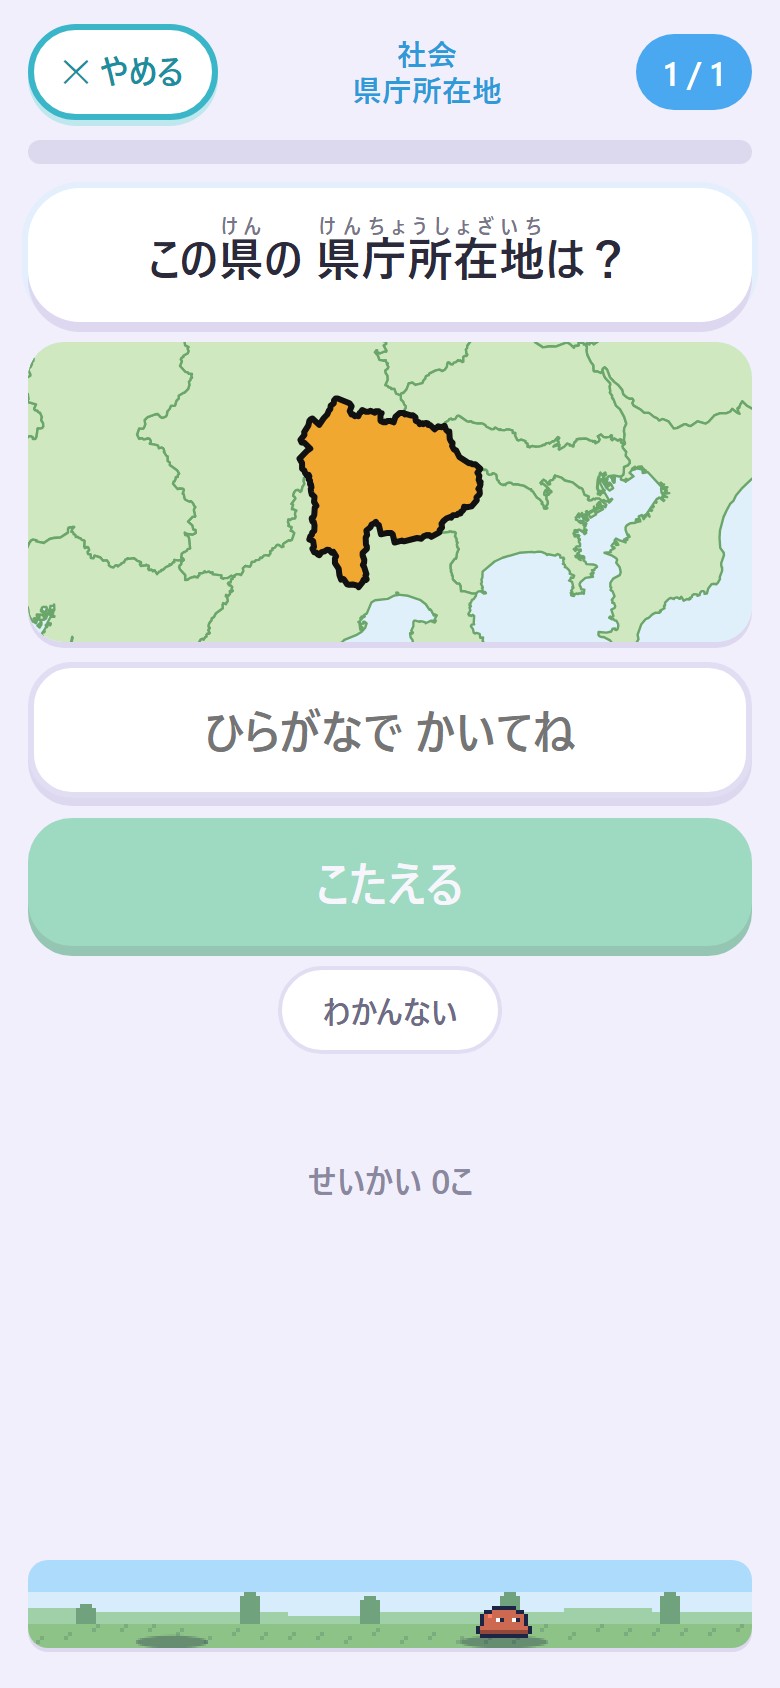 × やめる
社会
県庁所在地
1 / 1
けん けんちょうしょざいち
この県の 県庁所在地は？
ひらがなで かいてね
こたえる
わかんない
せいかい 0こ